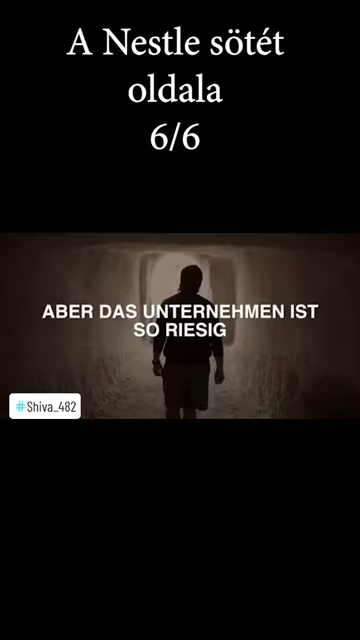 A Nestle sötét
oldala
6/6
ABER DAS UNTERNEHMEN IST
SO RIESIG
#Shiva_482